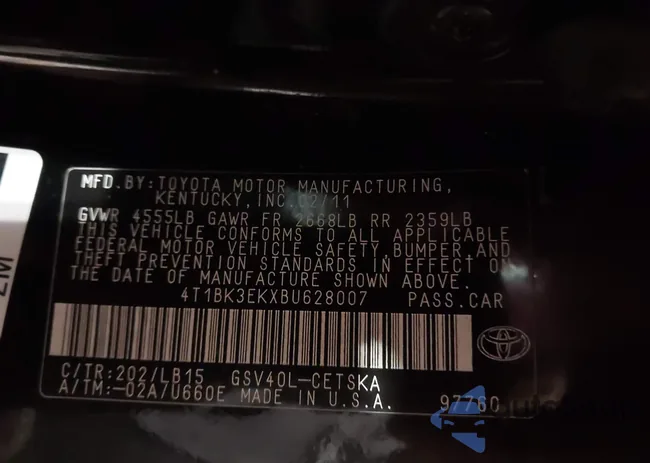 MFD. BY: TOYOTA MOTOR MANUFACTURING,
KENTUCKY, INC. 02/11
GVWR 4555LB GAWR FR 2668LB RR 2359LB
THIS VEHICLE CONFORMS TO ALL APPLICABLE
FEDERAL MOTOR VEHICLE SAFETY, BUMPER, AND
THEFT PREVENTION STANDARDS IN EFFECT ON
THE DATE OF MANUFACTURE SHOWN ABOVE.
4T1BK3EKXBU628007 PASS. CAR
C/TR: 202/LB15 GSV40L-CETSKA
A/TM: -02A/U660E MADE IN U.S.A. 97760